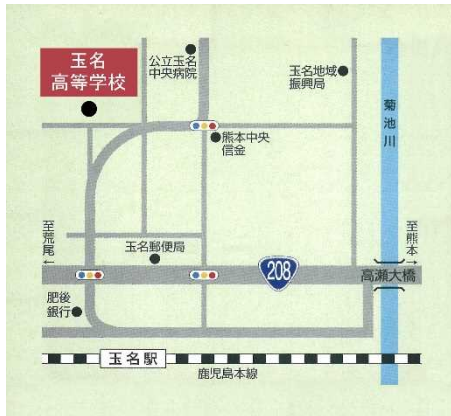 玉名
高等学校
公立玉名
中央病院
玉名地域
振興局
菊池川
熊本中央
信金
至荒尾
←
至熊本
→
玉名郵便局
208
高瀬大橋
肥後
銀行
玉名駅
鹿児島本線